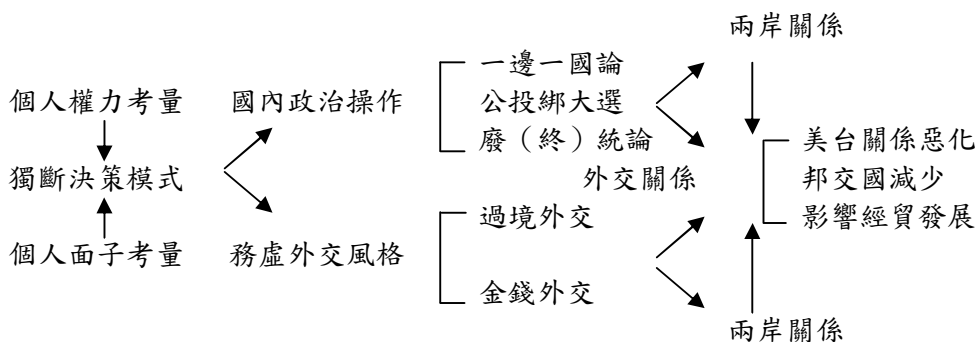 兩岸關係
一邊一國論
個人權力考量 國內政治操作 公投綁大選
廢（終）統論 美台關係惡化
獨斷決策模式 外交關係 邦交國減少
過境外交 影響經貿發展
個人面子考量 務虛外交風格
金錢外交
兩岸關係